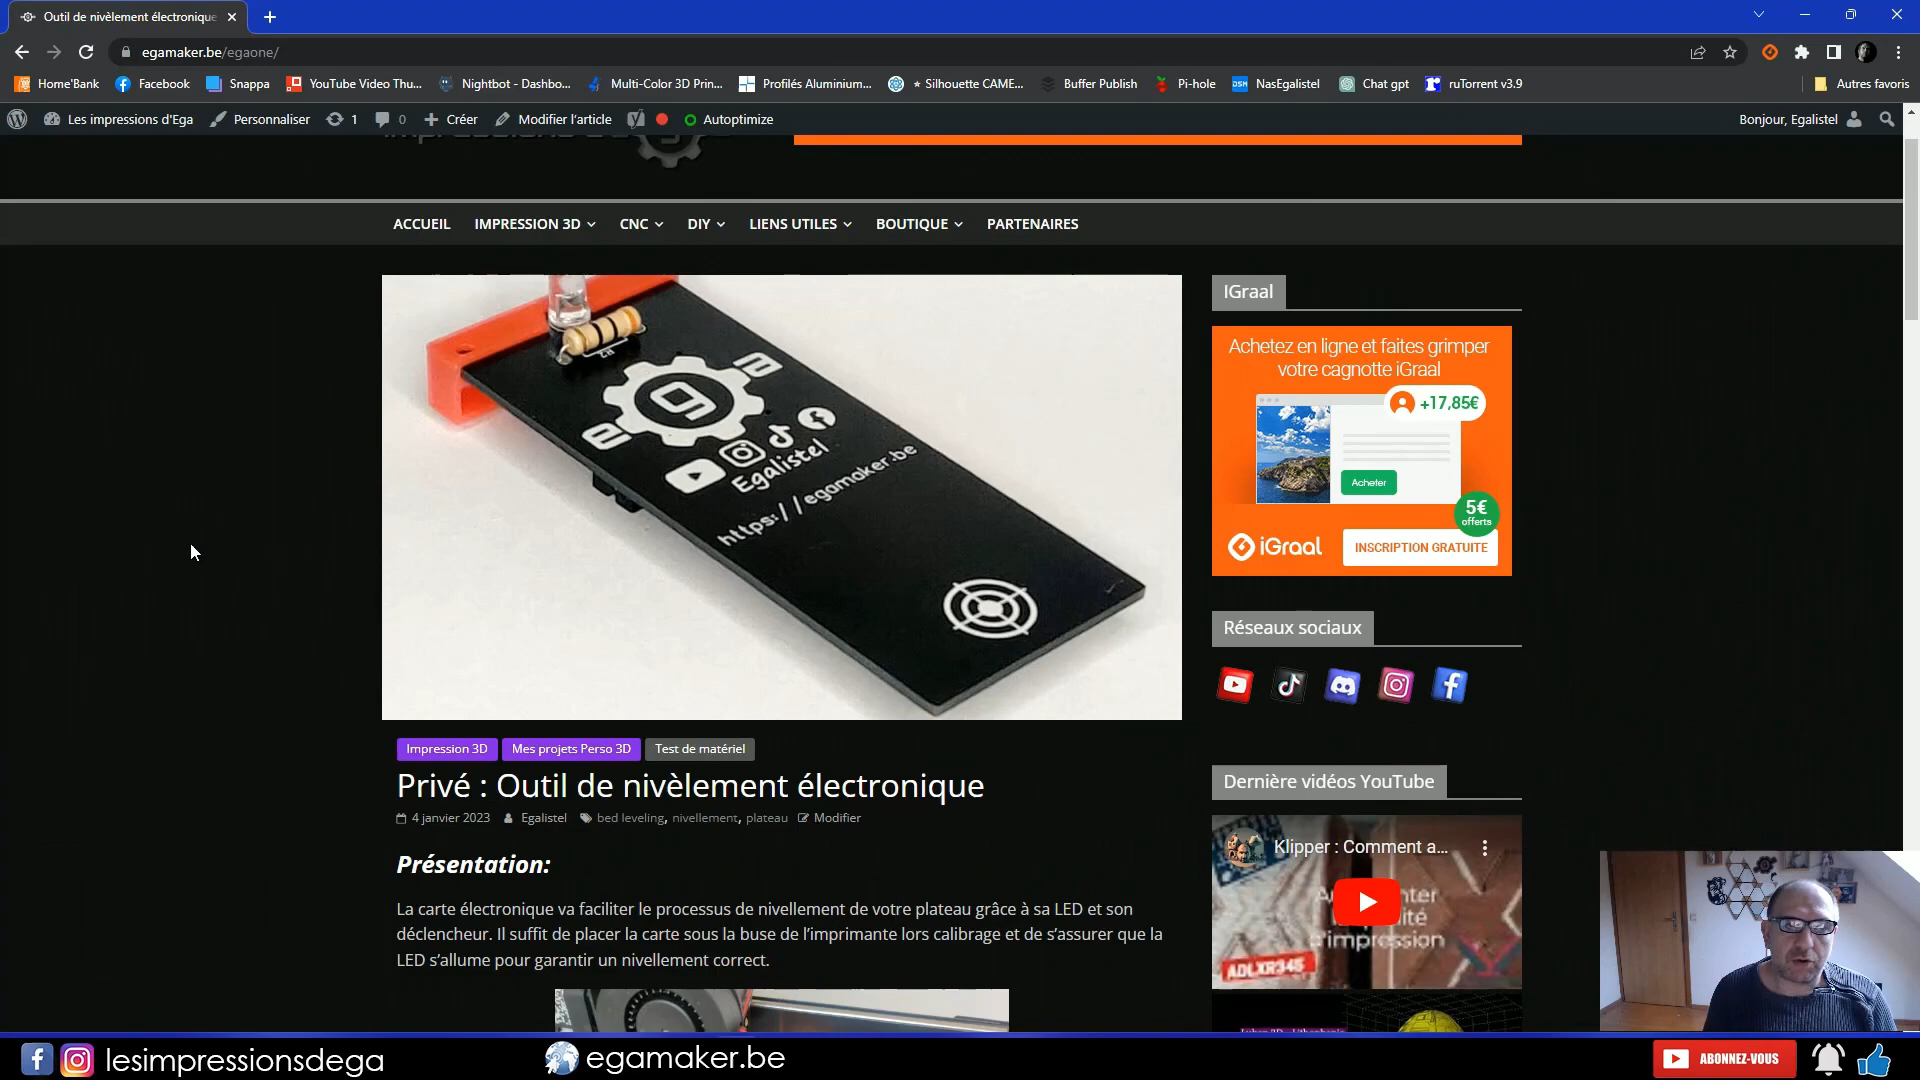 Outil de nivèlement électronique
egamaker.be/egaone/
Home'Bank
Facebook
Snappa
YouTube Video Thu...
Nightbot - Dashbo...
Multi-Color 3D Prin...
Profilés Aluminium...
★ Silhouette CAME...
Buffer Publish
Pi-hole
NasEgalistel
Chat gpt
ruTorrent v3.9
Autres favoris
Les impressions d'Ega
Personnaliser
1
0
Créer
Modifier l'article
Autoptimize
Bonjour, Egalistel
ACCUEIL
IMPRESSION 3D
CNC
DIY
LIENS UTILES
BOUTIQUE
PARTENAIRES
R2
e9a
Egalistel
https://egamaker.be
IGraal
Achetez en ligne et faites grimper
votre cagnotte iGraal
+17,85€
Acheter
5€
offerts
iGraal
INSCRIPTION GRATUITE
Réseaux sociaux
Impression 3D
Mes projets Perso 3D
Test de matériel
Privé : Outil de nivèlement électronique
4 janvier 2023
Egalistel
bed leveling, nivellement, plateau
Modifier
Présentation:
La carte électronique va faciliter le processus de nivellement de votre plateau grâce à sa LED et son
déclencheur. Il suffit de placer la carte sous la buse de l'imprimante lors calibrage et de s'assurer que la
LED s'allume pour garantir un nivellement correct.
Dernière vidéos YouTube
Klipper : Comment a...
d'impression
ADLXR345
lesimpressionsdega
egamaker.be
ABONNEZ-VOUS